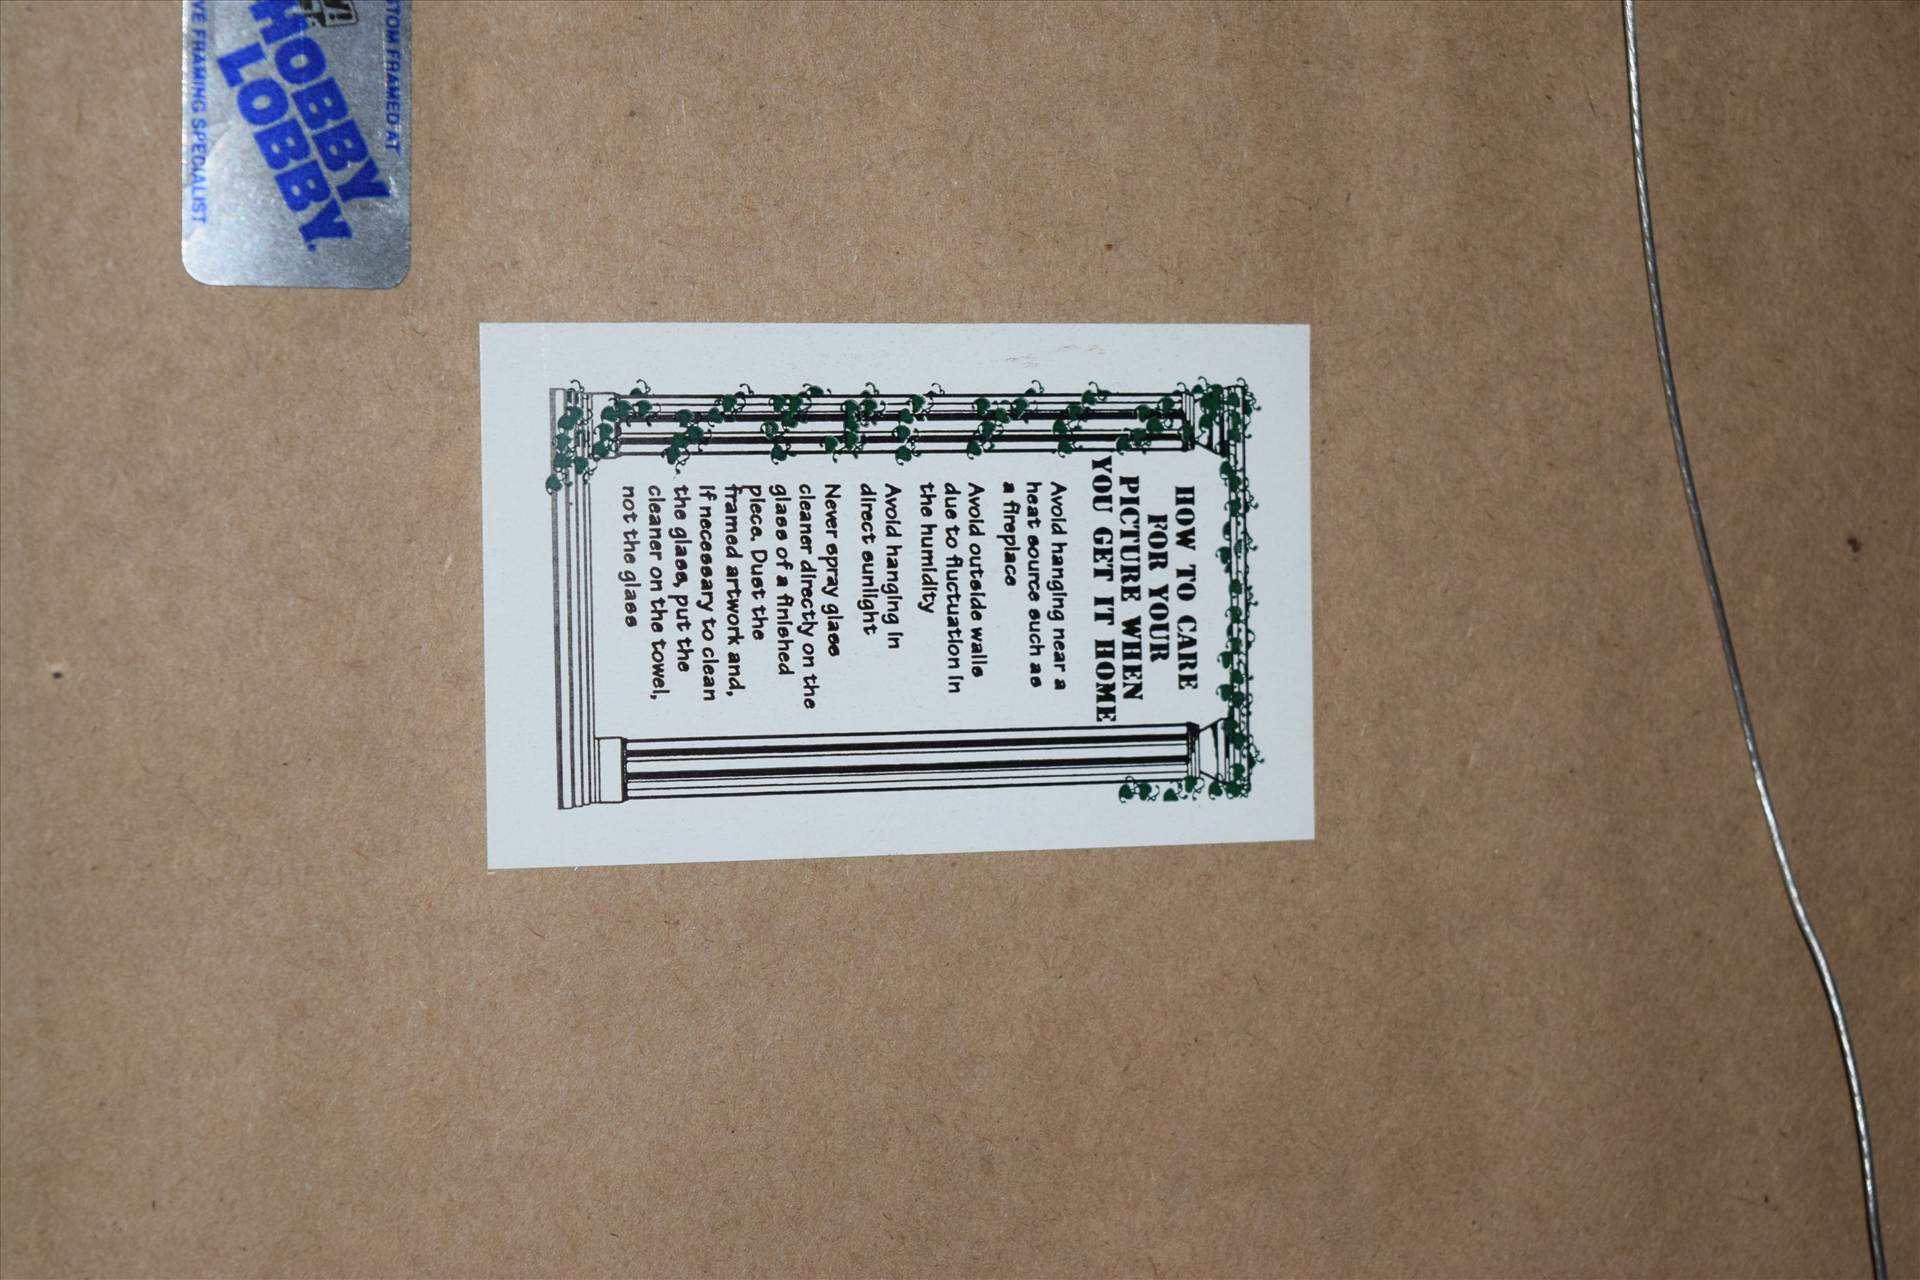 TOM FRAMED AT
HOBBY
LOBBY
FRAMING SPECIALIST
HOW TO CARE
FOR YOUR
PICTURE WHEN
YOU GET IT HOME
Avoid hanging near a
heat source such as
a fireplace
Avoid outside walls
due to fluctuation in
the humidity
Avoid hanging in
direct sunlight
Never spray glass
cleaner directly on the
glass of a finished
piece. Dust the
framed artwork and,
if necessary to clean
the glass, put the
cleaner on the towel,
not the glass